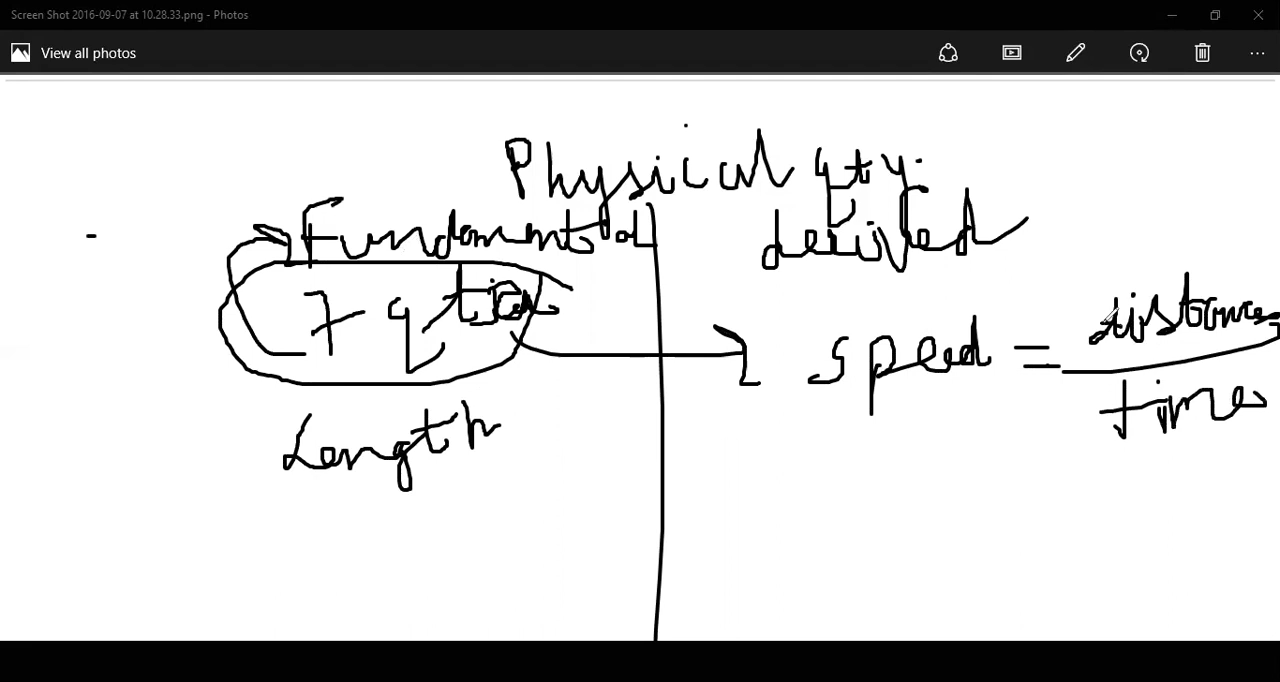 Screen Shot 2016-09-07 at 10.28.33.png - Photos
View all photos
Physical qty.
Fundamental
derived
7 qties
speed = distance
time
Length